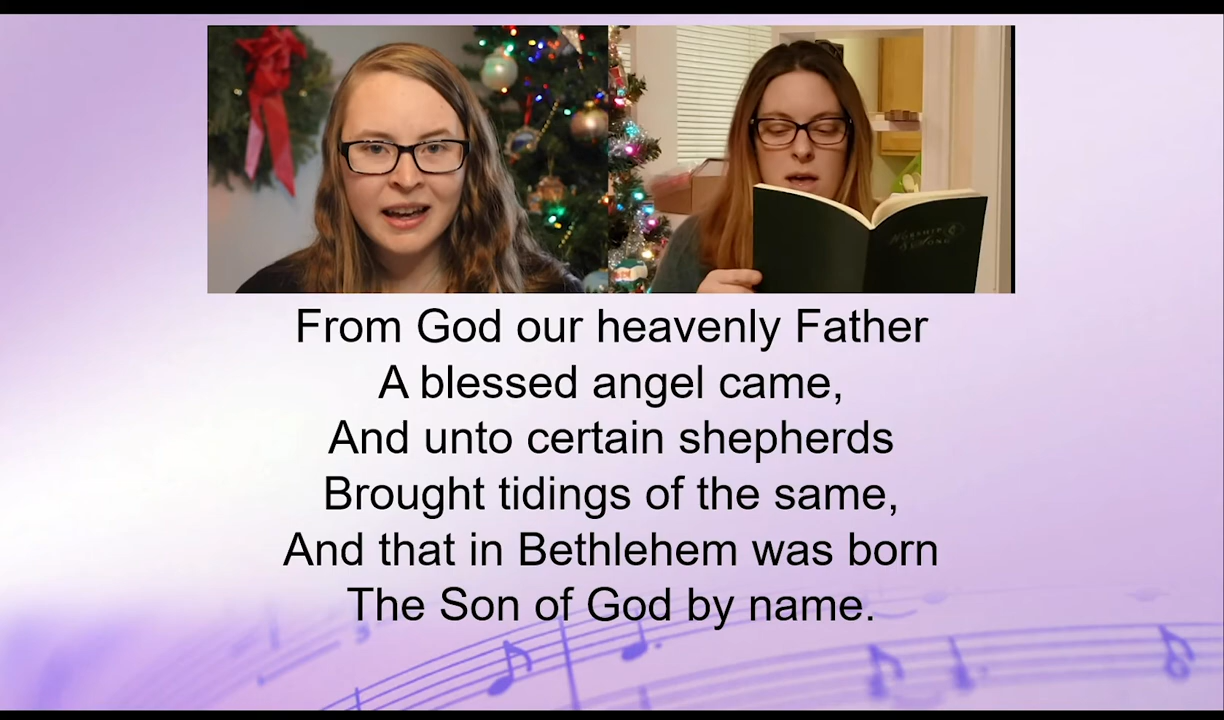 From God our heavenly Father
A blessed angel came,
And unto certain shepherds
Brought tidings of the same,
And that in Bethlehem was born
The Son of God by name.